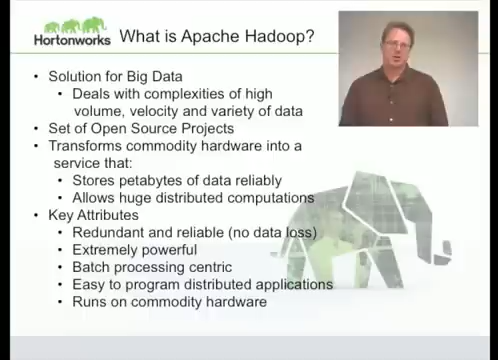 Hortonworks
What is Apache Hadoop?
• Solution for Big Data
• Deals with complexities of high
volume, velocity and variety of data
• Set of Open Source Projects
• Transforms commodity hardware into a
service that:
• Stores petabytes of data reliably
• Allows huge distributed computations
• Key Attributes
• Redundant and reliable (no data loss)
• Extremely powerful
• Batch processing centric
• Easy to program distributed applications
• Runs on commodity hardware